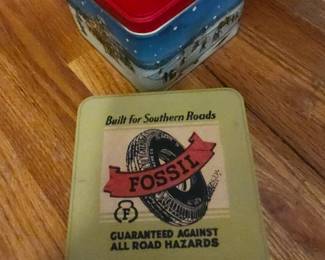 Built for Southern Roads
FOSSIL
F
GUARANTEED AGAINST
ALL ROAD HAZARDS